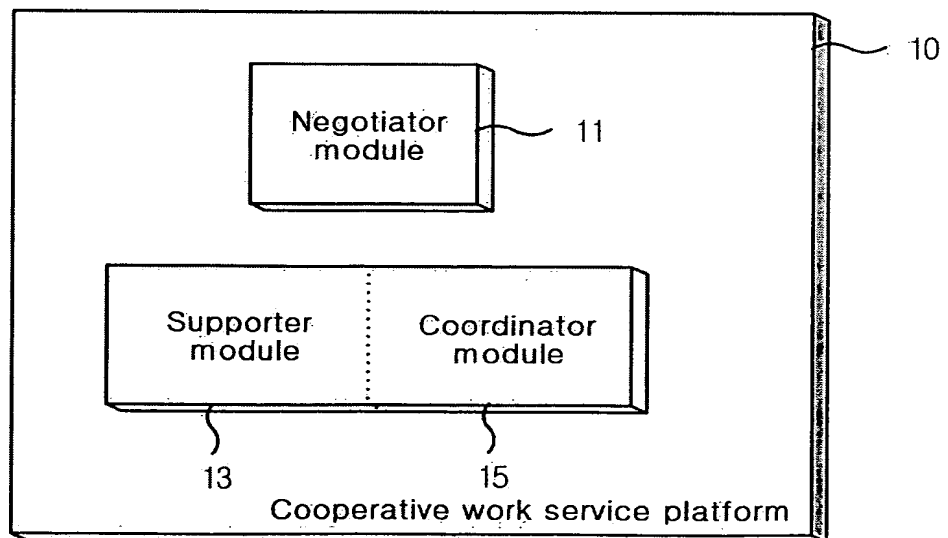 10
Negotiator
module
11
Supporter
module
Coordinator
module
13
15
Cooperative work service platform